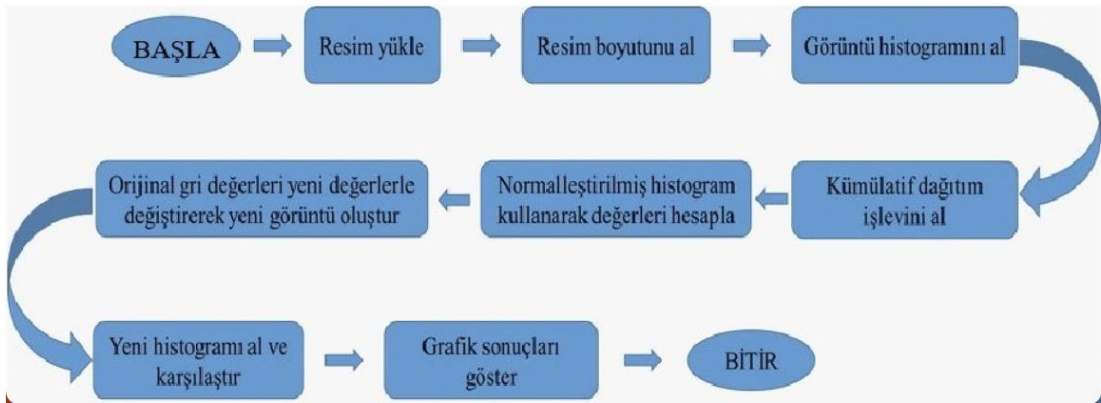 BAŞLA
Resim yükle
Resim boyutunu al
Görüntü histogramını al
Kümülatif dağıtım
işlevini al
Normalleştirilmiş histogram
kullanarak değerleri hesapla
Orijinal gri değerleri yeni değerlerle
değiştirerek yeni görüntü oluştur
Yeni histogramı al ve
karşılaştır
Grafik sonuçları
göster
BİTİR